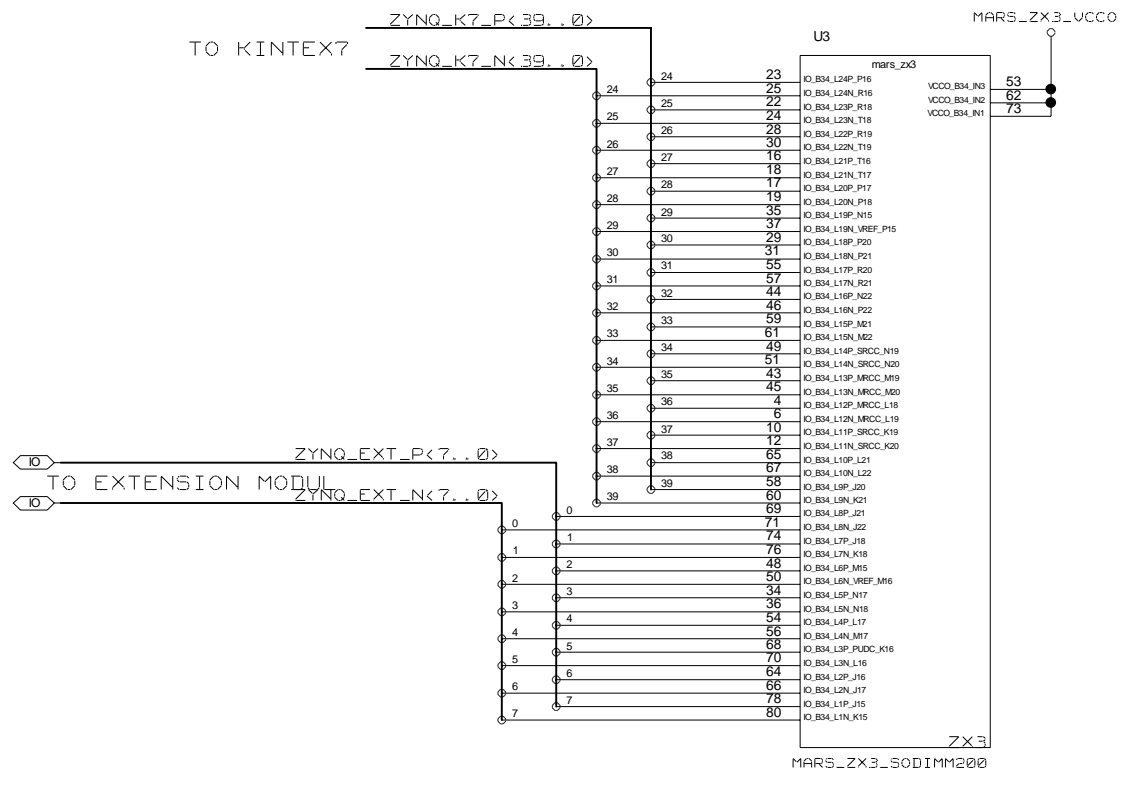 ZYNQ_K7_P<39..0>
MARS_ZX3_VCCO
TO KINTEX7
U3
ZYNQ_K7_N<39..0>
mars_zx3
24 23 IO_B34_L24P_P16
VCCO_B34_IN3 53
24 25 IO_B34_L24N_R16
VCCO_B34_IN2 62
25 22 IO_B34_L23P_R18
VCCO_B34_IN1 73
25 24 IO_B34_L23N_T18
26 28 IO_B34_L22P_R19
26 30 IO_B34_L22N_T19
27 16 IO_B34_L21P_T16
27 18 IO_B34_L21N_T17
28 17 IO_B34_L20P_P17
28 19 IO_B34_L20N_P18
29 35 IO_B34_L19P_N15
29 37 IO_B34_L19N_VREF_P15
30 29 IO_B34_L18P_P20
30 31 IO_B34_L18N_P21
31 55 IO_B34_L17P_R20
31 57 IO_B34_L17N_R21
32 44 IO_B34_L16P_N22
32 46 IO_B34_L16N_P22
33 59 IO_B34_L15P_M21
33 61 IO_B34_L15N_M22
34 49 IO_B34_L14P_SRCC_N19
34 51 IO_B34_L14N_SRCC_N20
35 43 IO_B34_L13P_MRCC_M19
35 45 IO_B34_L13N_MRCC_M20
36 4 IO_B34_L12P_MRCC_L18
36 6 IO_B34_L12N_MRCC_L19
37 10 IO_B34_L11P_SRCC_K19
37 12 IO_B34_L11N_SRCC_K20
38 65 IO_B34_L10P_L21
38 67 IO_B34_L10N_L22
39 58 IO_B34_L9P_J20
39 60 IO_B34_L9N_K21
IO ZYNQ_EXT_P<7..0>
TO EXTENSION MODUL
IO ZYNQ_EXT_N<7..0>
0 69 IO_B34_L8P_J21
0 71 IO_B34_L8N_J22
1 74 IO_B34_L7P_J18
1 76 IO_B34_L7N_K18
2 48 IO_B34_L6P_M15
2 50 IO_B34_L6N_VREF_M16
3 34 IO_B34_L5P_N17
3 36 IO_B34_L5N_N18
4 54 IO_B34_L4P_L17
4 56 IO_B34_L4N_M17
5 68 IO_B34_L3P_PUDC_K16
5 70 IO_B34_L3N_L16
6 64 IO_B34_L2P_J16
6 66 IO_B34_L2N_J17
7 78 IO_B34_L1P_J15
7 80 IO_B34_L1N_K15
ZX3
MARS_ZX3_SODIMM200